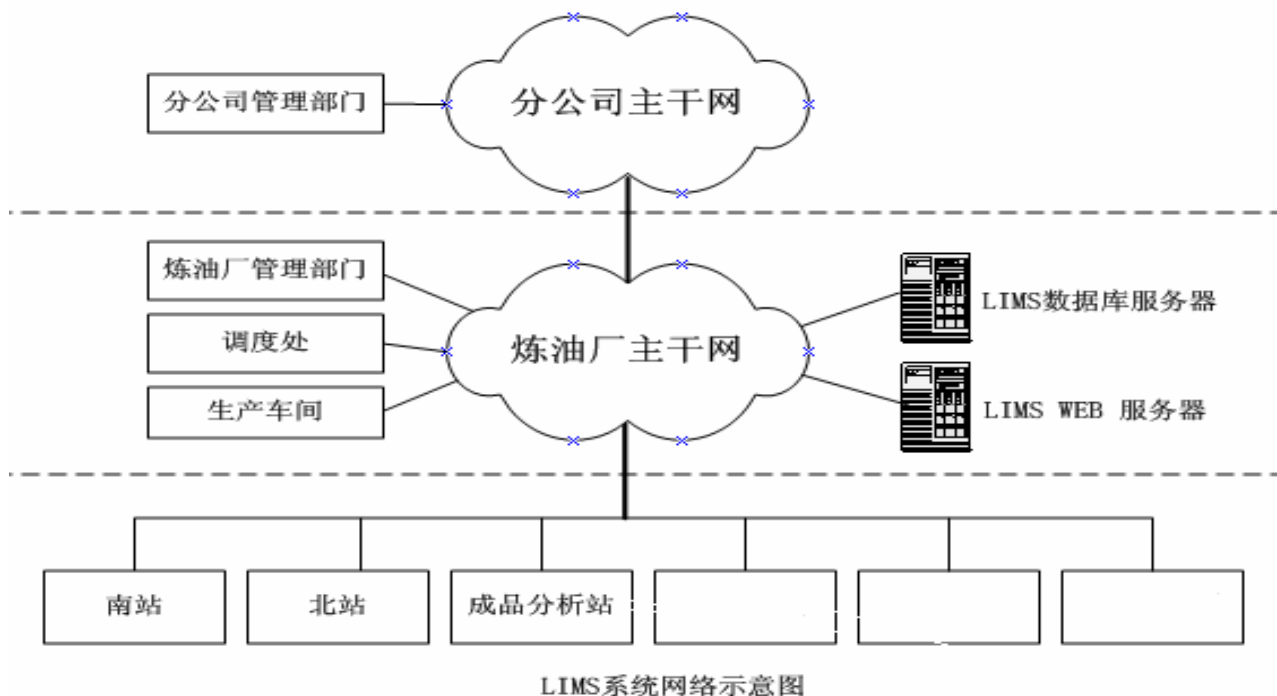 分公司管理部门
分公司主干网
炼油厂管理部门
调度处
生产车间
炼油厂主干网
LIMS数据库服务器
LIMS WEB 服务器
南站
北站
成品分析站
LIMS系统网络示意图